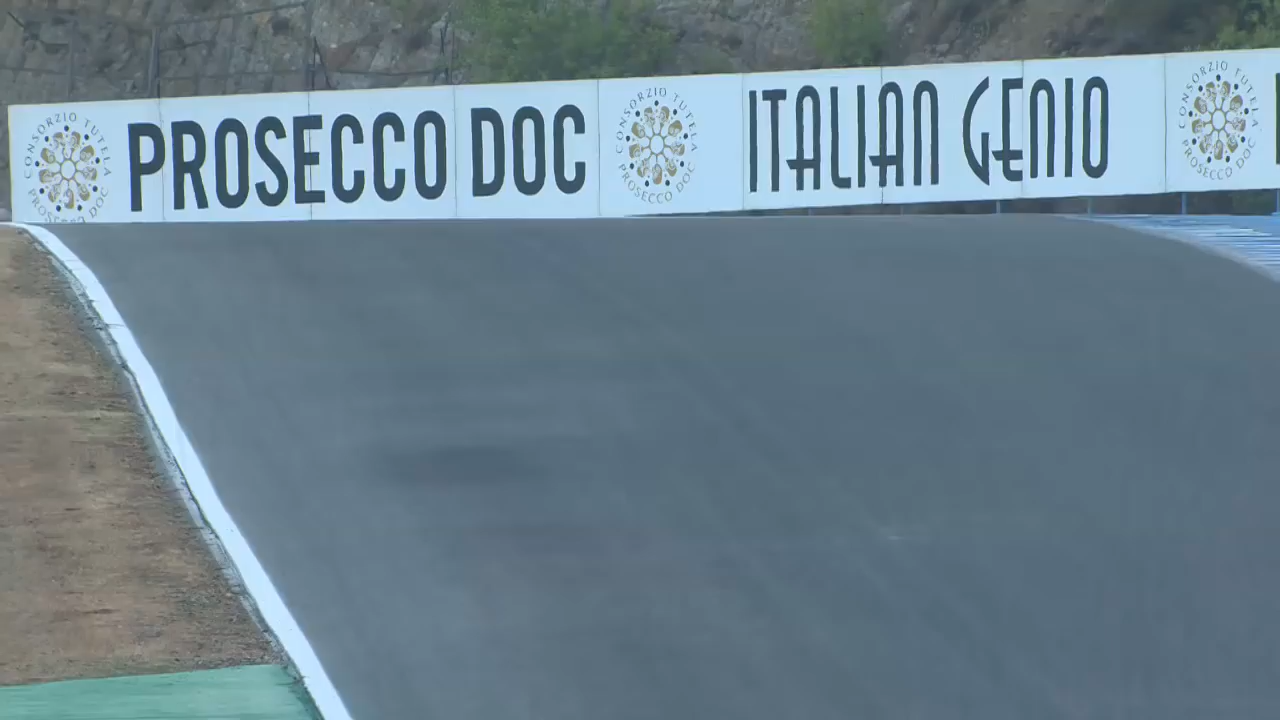 CONSORZIO TUTELA PROSECCO DOC
PROSECCO DOC
CONSORZIO TUTELA PROSECCO DOC
ITALIAN GENIO
CONSORZIO TUTELA PROSECCO DOC